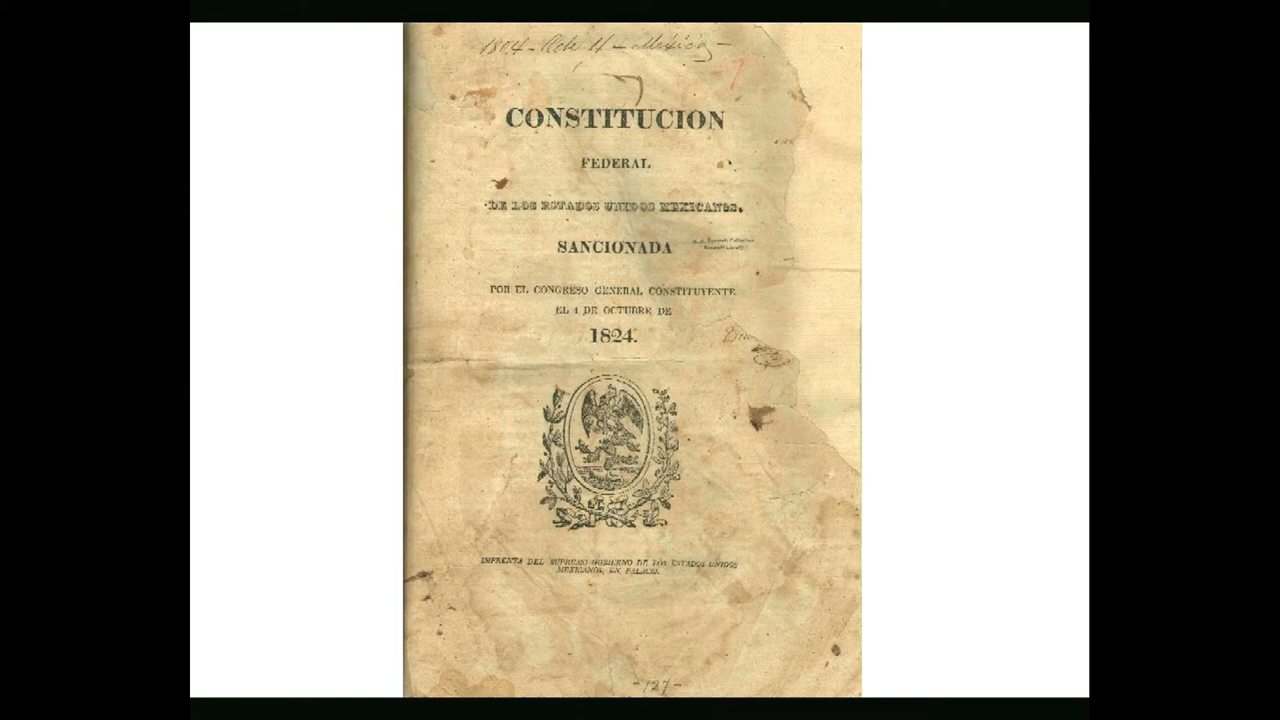 CONSTITUCION
FEDERAL
DE LOS ESTADOS UNIDOS MEXICANOS.
SANCIONADA
POR EL CONGRESO GENERAL CONSTITUYENTE
EL 4 DE OCTUBRE DE
1824.
IMPRENTA DEL SUPREMO GOBIERNO DE LOS ESTADOS-UNIDOS
MEXICANOS, EN PALACIO.
-127-